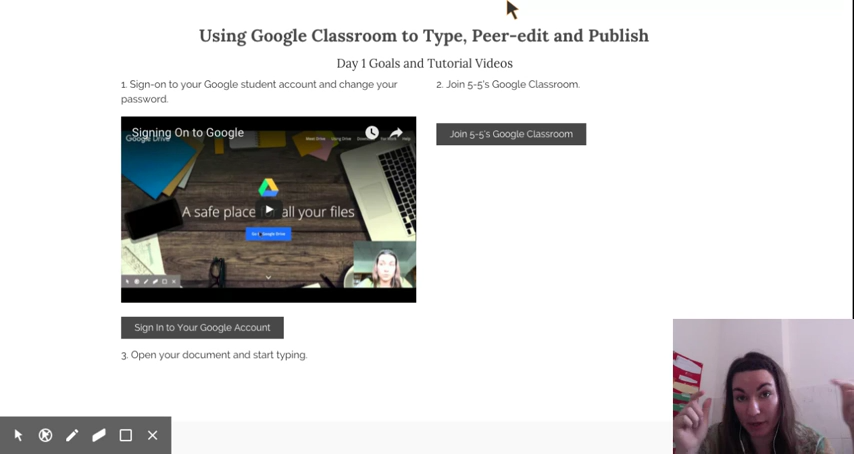 Using Google Classroom to Type, Peer-edit and Publish
Day 1 Goals and Tutorial Videos
1. Sign-on to your Google student account and change your
password.
2. Join 5-5's Google Classroom.
Signing On to Google
Google Drive
A safe place all your files
Join 5-5's Google Classroom
Sign In to Your Google Account
3. Open your document and start typing.